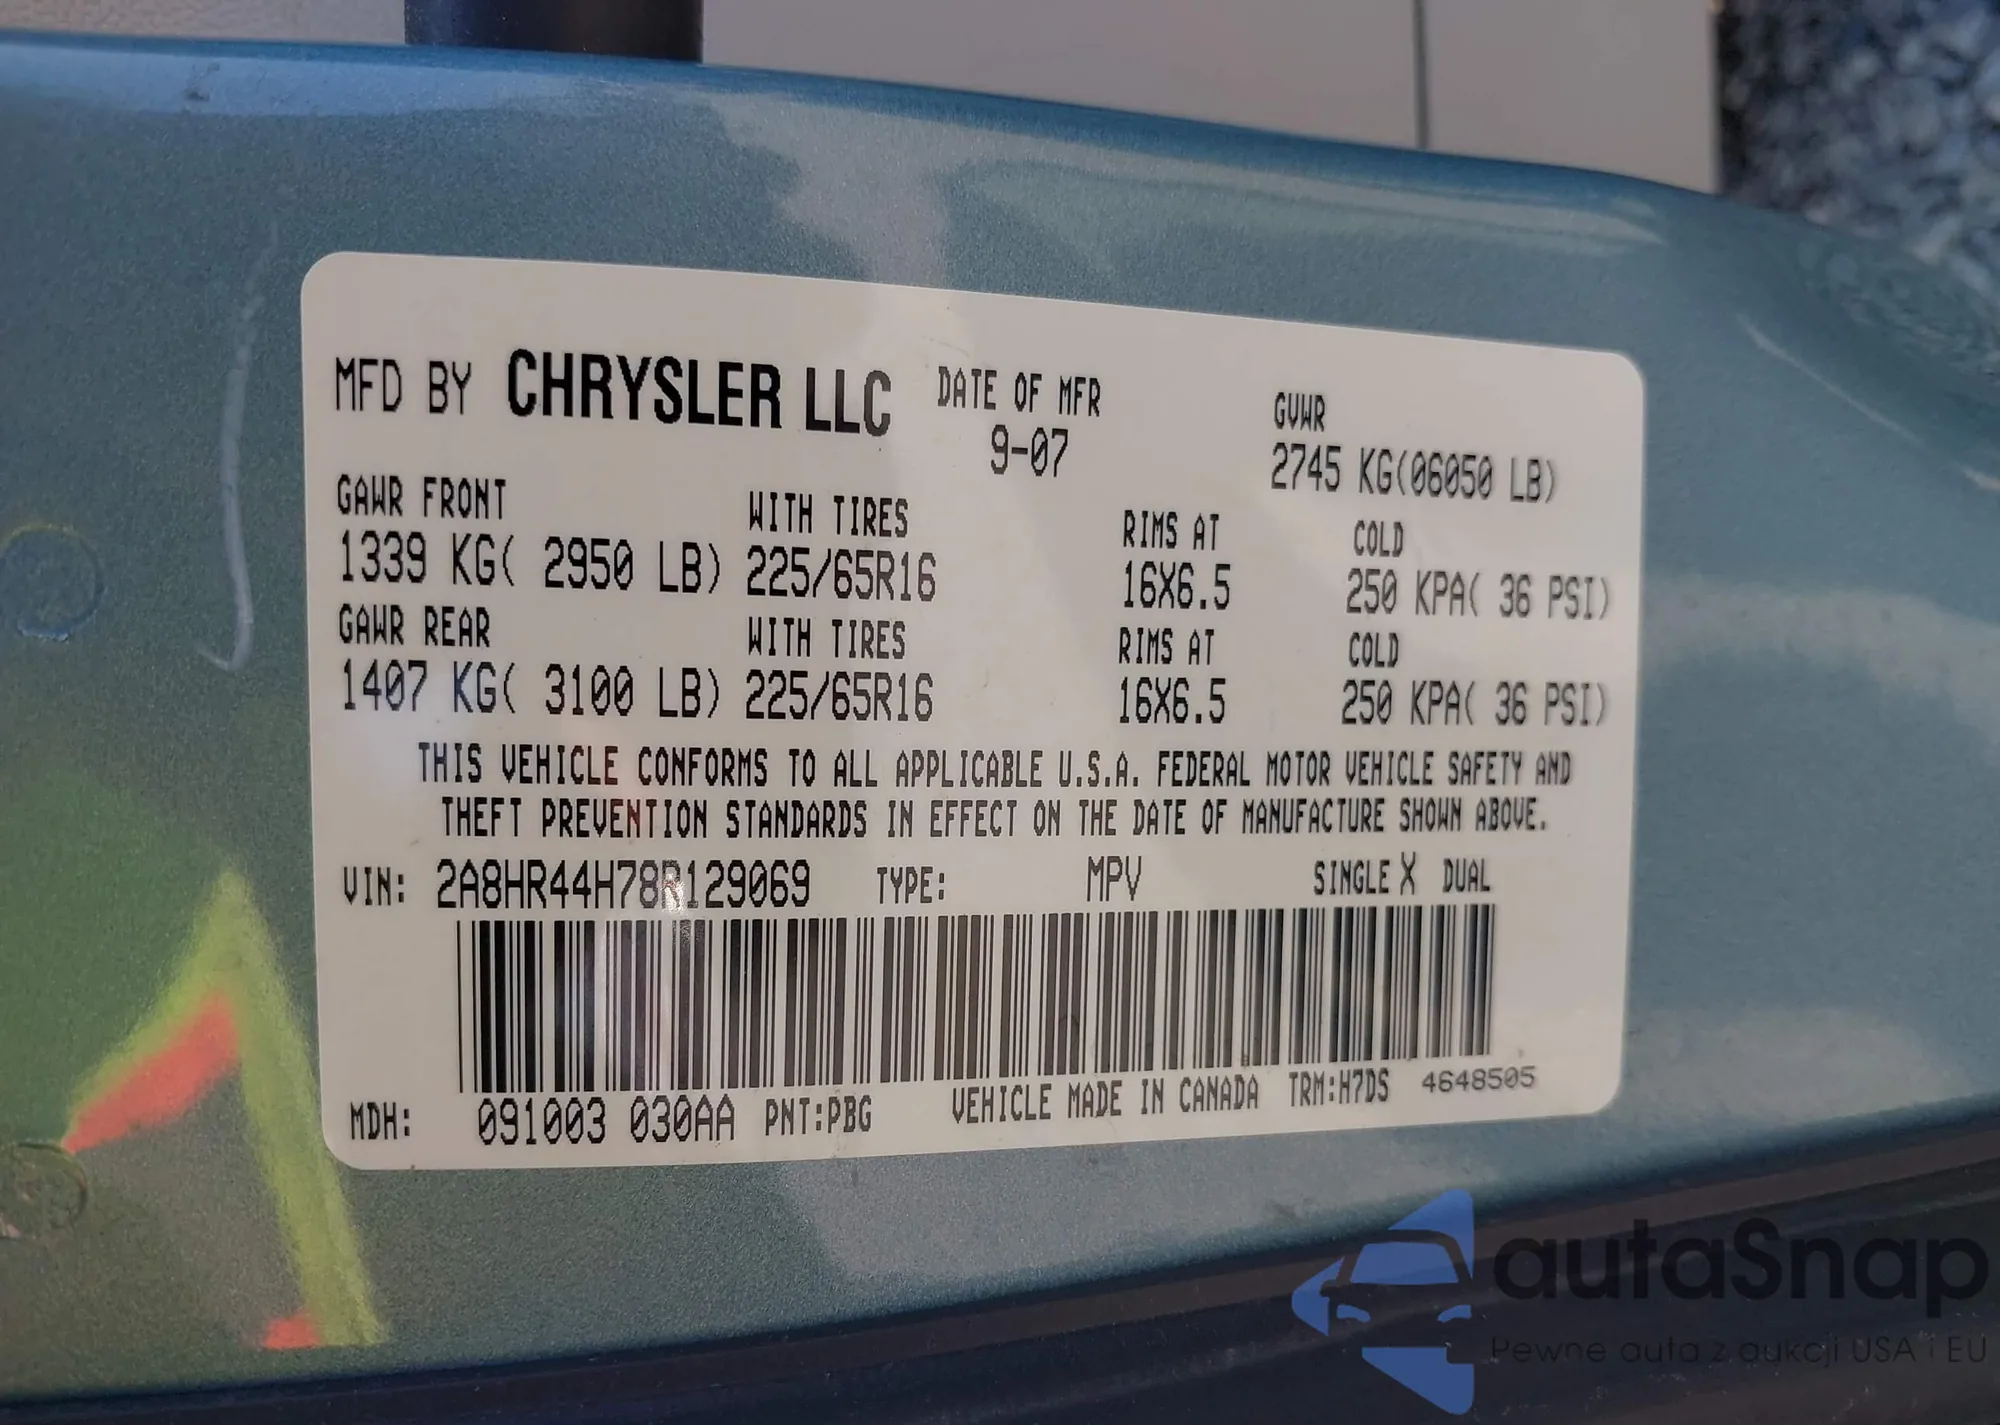 MFD BY CHRYSLER LLC DATE OF MFR GVWR
9-07 2745 KG(06050 LB)
GAWR FRONT WITH TIRES RIMS AT COLD
1339 KG( 2950 LB) 225/65R16 16X6.5 250 KPA( 36 PSI)
GAWR REAR WITH TIRES RIMS AT COLD
1407 KG( 3100 LB) 225/65R16 16X6.5 250 KPA( 36 PSI)
THIS VEHICLE CONFORMS TO ALL APPLICABLE U.S.A. FEDERAL MOTOR VEHICLE SAFETY AND
THEFT PREVENTION STANDARDS IN EFFECT ON THE DATE OF MANUFACTURE SHOWN ABOVE.
VIN: 2A8HR44H78R129069 TYPE: MPV SINGLE X DUAL
MDH: 091003 030AA PNT:PBG VEHICLE MADE IN CANADA TRM:H7DS 4648505
autaSnap
Pewne auta z aukcji USA i EU